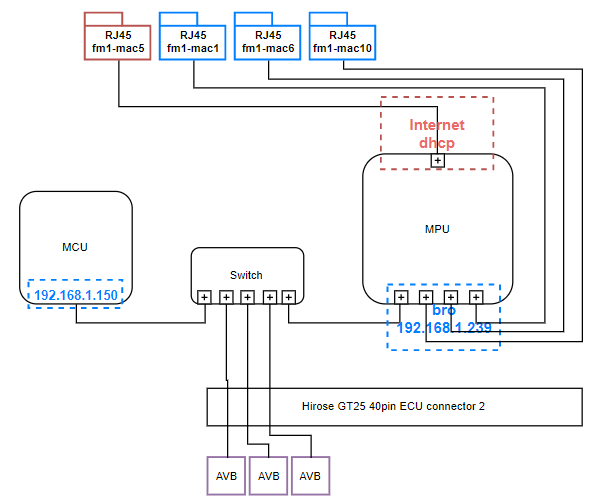 RJ45
fm1-mac5
RJ45
fm1-mac1
RJ45
fm1-mac6
RJ45
fm1-mac10
Internet
dhcp
+
MPU
MCU
192.168.1.150
Switch
+ + + + +
+ + + +
bro
192.168.1.239
Hirose GT25 40pin ECU connector 2
AVB
AVB
AVB